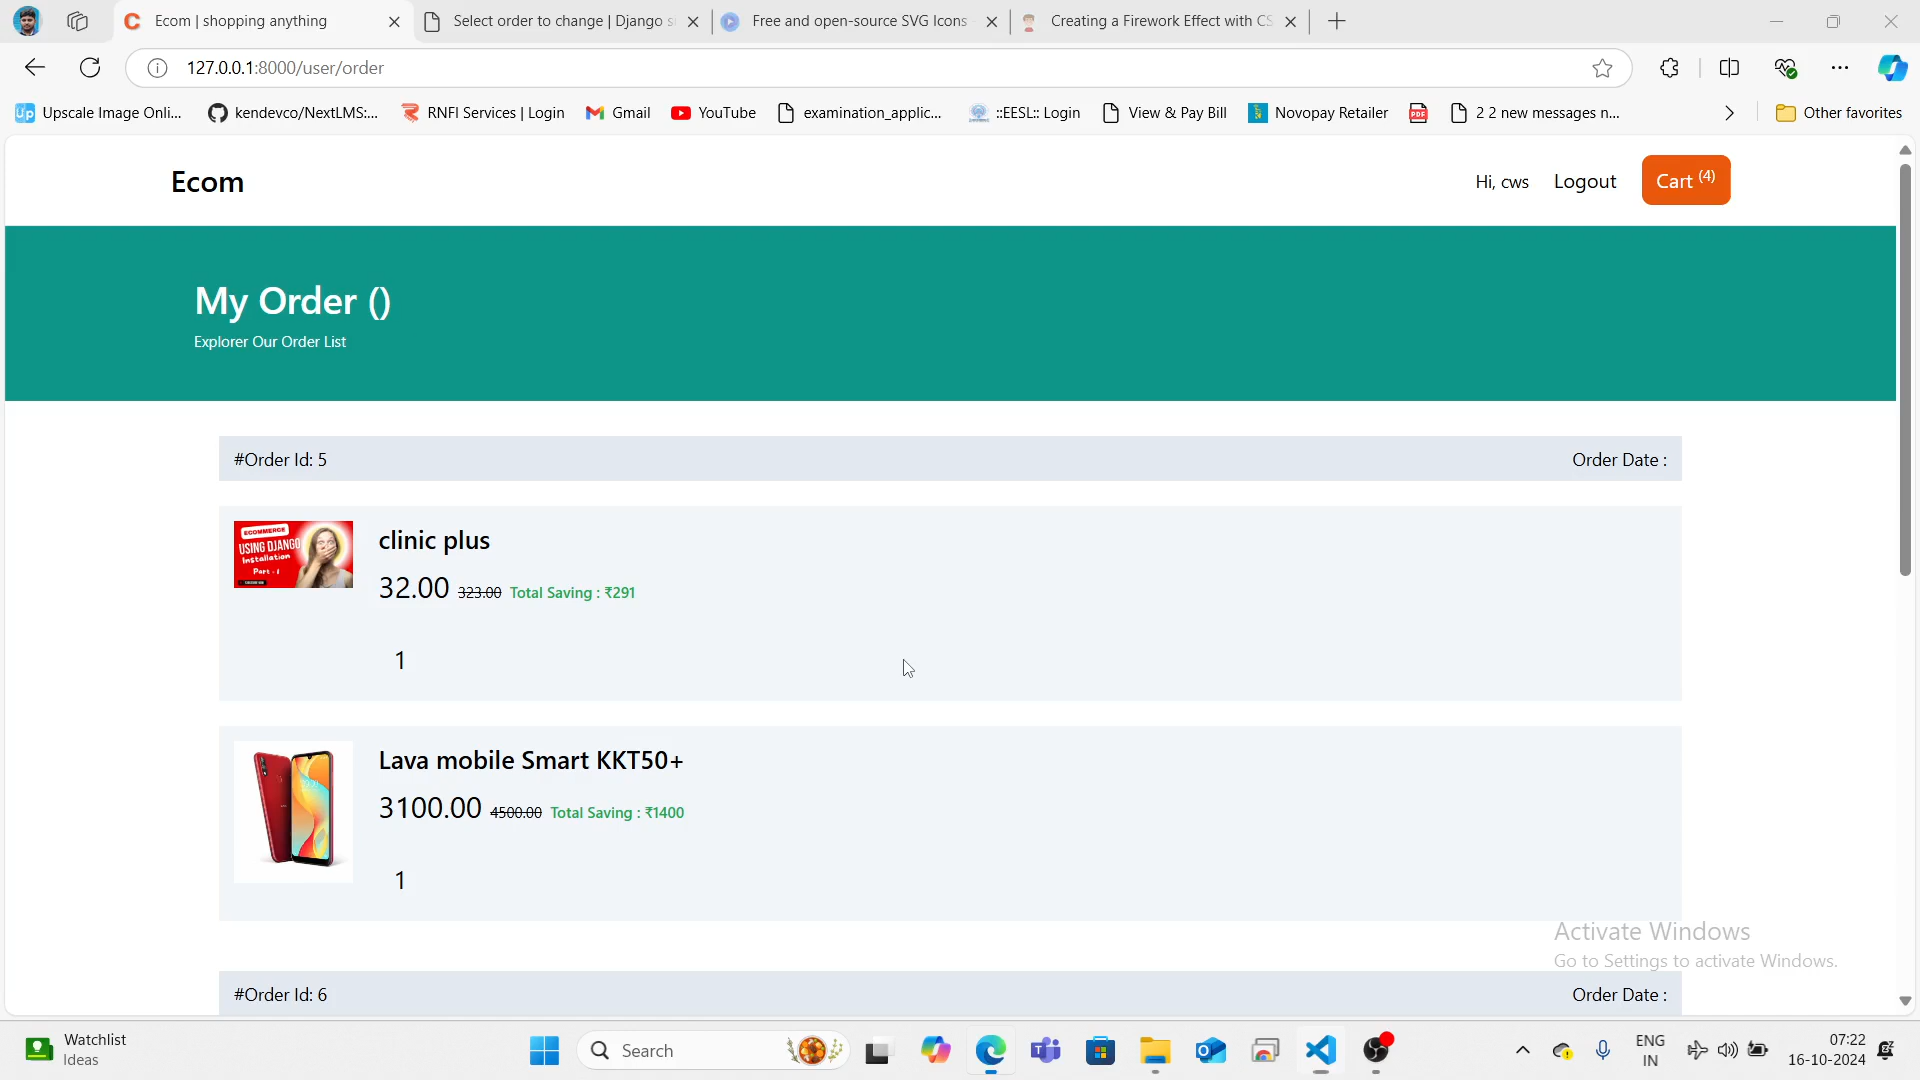 Ecom | shopping anything
Select order to change | Django s
Free and open-source SVG Icons
Creating a Firework Effect with CS
127.0.0.1:8000/user/order
Upscale Image Onli...
kendevco/NextLMS:...
RNFI Services | Login
Gmail
YouTube
examination_applic...
::EESL:: Login
View & Pay Bill
Novopay Retailer
2 2 new messages n...
Other favorites
Ecom
Hi, cws
Logout
Cart (4)
My Order ()
Explorer Our Order List
#Order Id: 5
Order Date :
ECOMMERCE
USING DJANGO
Installation
Part - 1
clinic plus
32.00 323.00 Total Saving : ₹291
1
Lava mobile Smart KKT50+
3100.00 4500.00 Total Saving : ₹1400
1
Activate Windows
Go to Settings to activate Windows.
#Order Id: 6
Order Date :
Watchlist
Ideas
Search
ENG
IN
07:22
16-10-2024